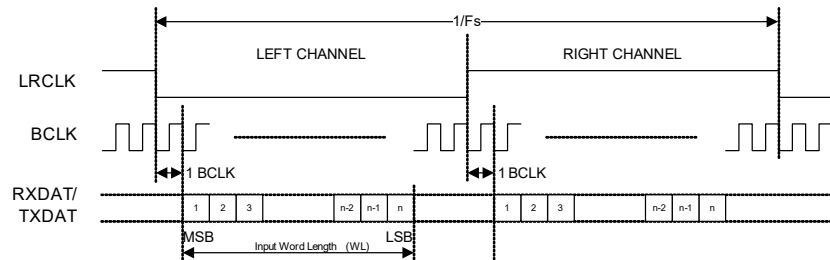 1/Fs
LEFT CHANNEL
RIGHT CHANNEL
LRCLK
BCLK
1 BCLK
1 BCLK
RXDAT/
TXDAT
1 2 3 n-2 n-1 n
1 2 3 n-2 n-1 n
MSB
LSB
Input Word Length (WL)